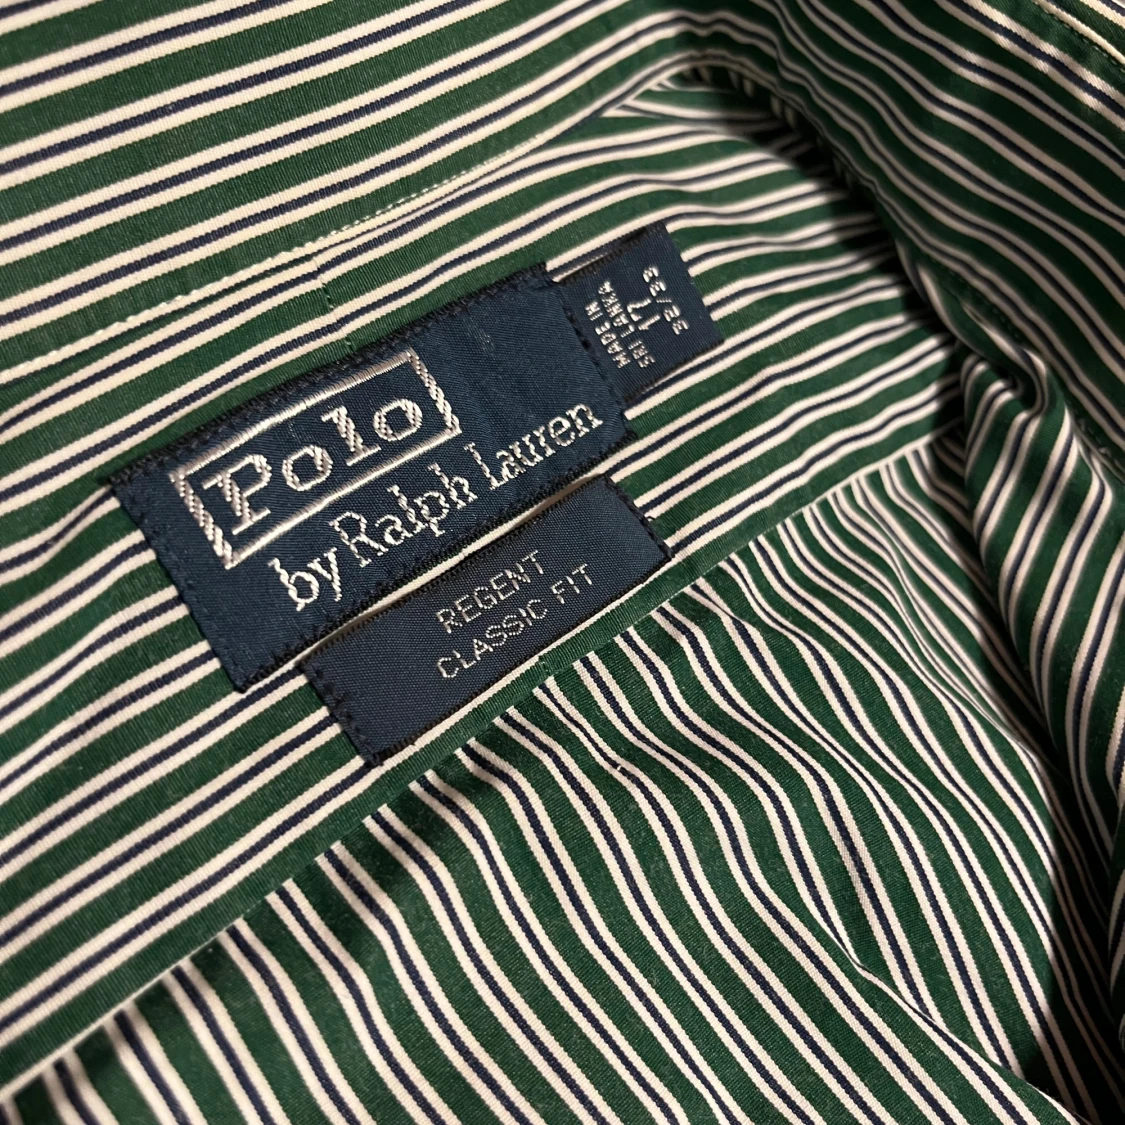 Polo
by Ralph Lauren
MADE IN
SRI LANKA
17
32/33
REGENT
CLASSIC FIT